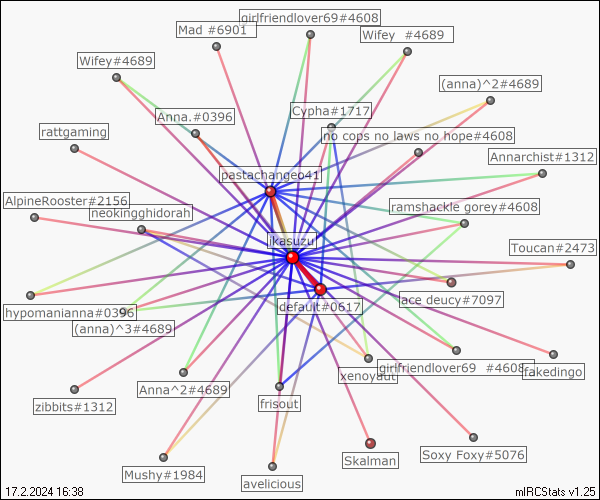 girlfriendlover69#4608
Mad #6901
Wifey #4689
Wifey#4689
(anna)^2#4689
Anna.#0396
Cypha#1717
rattgaming
no cops no laws no hope#4608
Annarchist#1312
pastachangeo41
AlpineRooster#2156
neokingghidorah
ramshackle gorey#4608
ikasuzu
Toucan#2473
hypomanianna#0396
default#0617
ace deucy#7097
(anna)^3#4689
xenoyaut
girlfriendlover69 #4608
fakedingo
Anna^2#4689
zibbits#1312
frisout
Skalman
Soxy Foxy#5076
Mushy#1984
avelicious
17.2.2024 16:38
mIRCStats v1.25